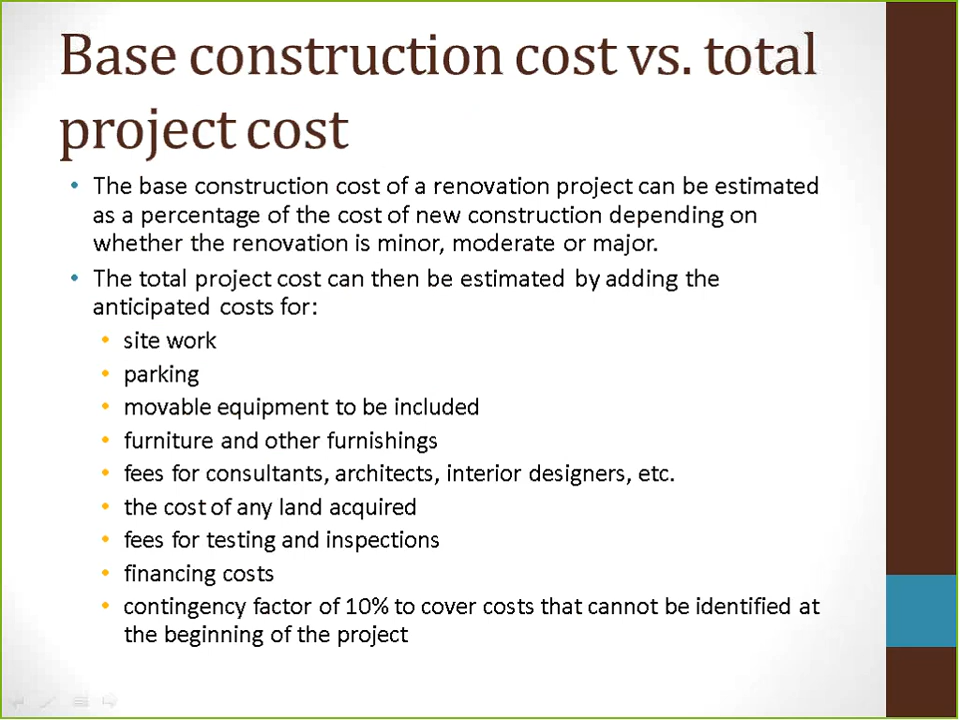 Base construction cost vs. total
project cost
• The base construction cost of a renovation project can be estimated
as a percentage of the cost of new construction depending on
whether the renovation is minor, moderate or major.
• The total project cost can then be estimated by adding the
anticipated costs for:
• site work
• parking
• movable equipment to be included
• furniture and other furnishings
• fees for consultants, architects, interior designers, etc.
• the cost of any land acquired
• fees for testing and inspections
• financing costs
• contingency factor of 10% to cover costs that cannot be identified at
the beginning of the project